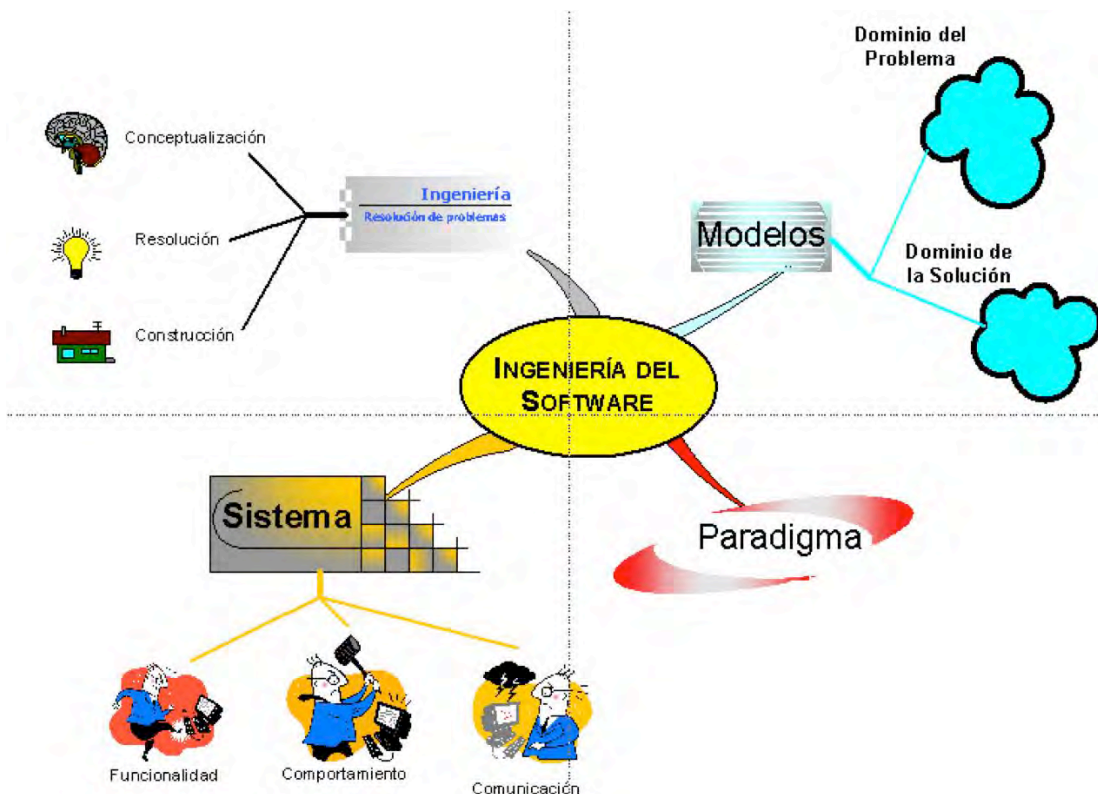 Dominio del
Problema
Conceptualización
Ingeniería
Resolución de problemas
Resolución
Modelos
Dominio de
la Solución
Construcción
INGENIERÍA DEL
SOFTWARE
Sistema
Paradigma
Funcionalidad
Comportamiento
Comunicación